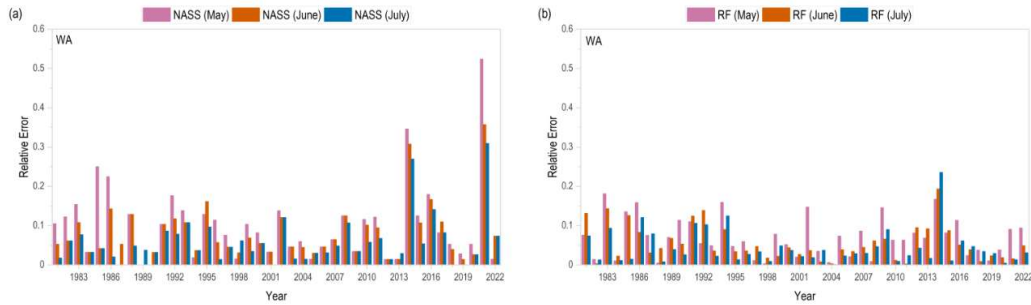 (a)
NASS (May) NASS (June) NASS (July)
WA
0.6
0.5
0.4
0.3
0.2
0.1
0
Relative Error
1983 1986 1989 1992 1995 1998 2001 2004 2007 2010 2013 2016 2019 2022
Year
(b)
RF (May) RF (June) RF (July)
WA
0.6
0.5
0.4
0.3
0.2
0.1
0
Relative Error
1983 1986 1989 1992 1995 1998 2001 2004 2007 2010 2013 2016 2019 2022
Year